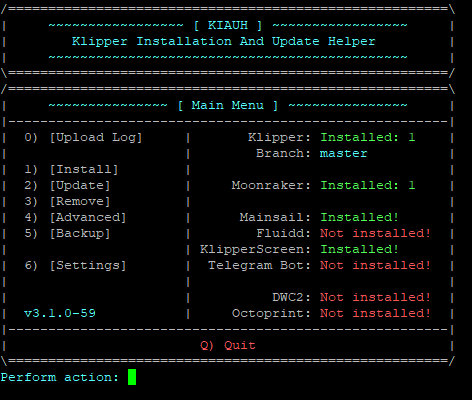 /=======================================================\
|     ~~~~~~~~~~~~~~~~~ [ KIAUH ] ~~~~~~~~~~~~~~~~~     |
|        Klipper Installation And Update Helper         |
|     ~~~~~~~~~~~~~~~~~~~~~~~~~~~~~~~~~~~~~~~~~~~~~     |
\=======================================================/
/=======================================================\
|     ~~~~~~~~~~~~~~~ [ Main Menu ] ~~~~~~~~~~~~~~~     |
|-------------------------------------------------------|
|  0) [Upload Log]     |       Klipper: Installed: 1    |
|                      |        Branch: master          |
|  1) [Install]        |                                |
|  2) [Update]         |     Moonraker: Installed: 1    |
|  3) [Remove]         |                                |
|  4) [Advanced]       |      Mainsail: Installed!      |
|  5) [Backup]         |        Fluidd: Not installed!  |
|                      | KlipperScreen: Installed!      |
|  6) [Settings]       |  Telegram Bot: Not installed!  |
|                      |                                |
|                      |          DWC2: Not installed!  |
|  v3.1.0-59           |     Octoprint: Not installed!  |
|-------------------------------------------------------|
|                        Q) Quit                        |
\=======================================================/
Perform action: